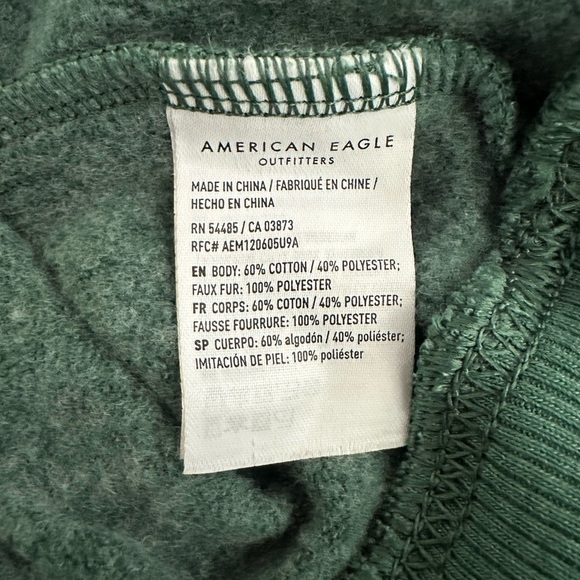 AMERICAN EAGLE
OUTFITTERS
MADE IN CHINA / FABRIQUÉ EN CHINE /
HECHO EN CHINA
RN 54485 / CA 03873
RFC# AEM120605U9A
EN BODY: 60% COTTON / 40% POLYESTER;
FAUX FUR: 100% POLYESTER
FR CORPS: 60% COTON / 40% POLYESTER;
FAUSSE FOURRURE: 100% POLYESTER
SP CUERPO: 60% algodón / 40% poliéster;
IMITACIÓN DE PIEL: 100% poliéster